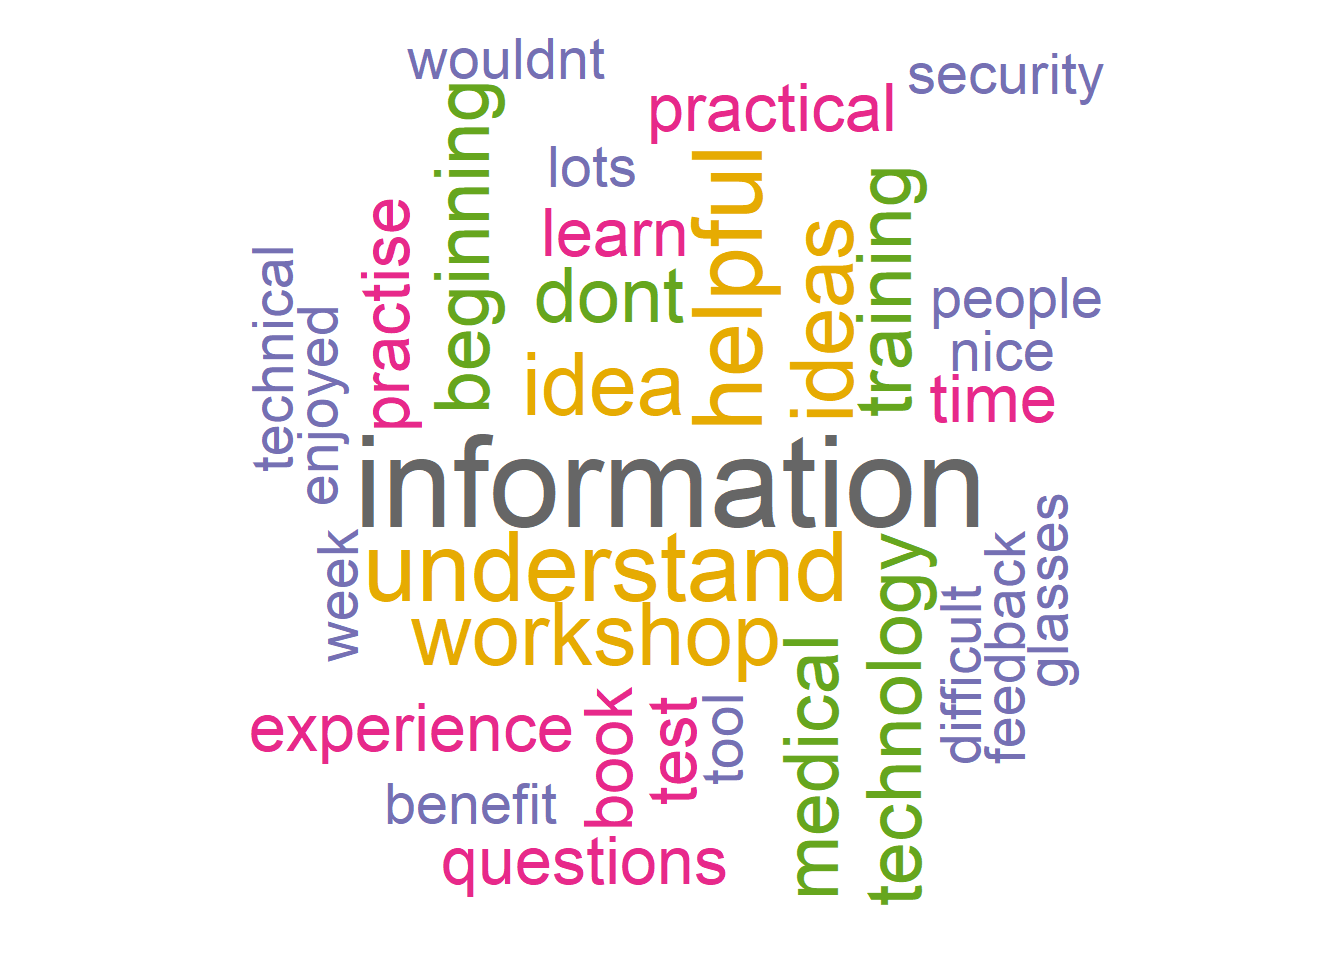 wouldnt
security
practical
beginning
lots
helpful
training
practise
learn
ideas
technical
dont
people
enjoyed
idea
nice
time
information
understand
week
technology
glasses
feedback
difficult
workshop
medical
experience
book
test
tool
benefit
questions